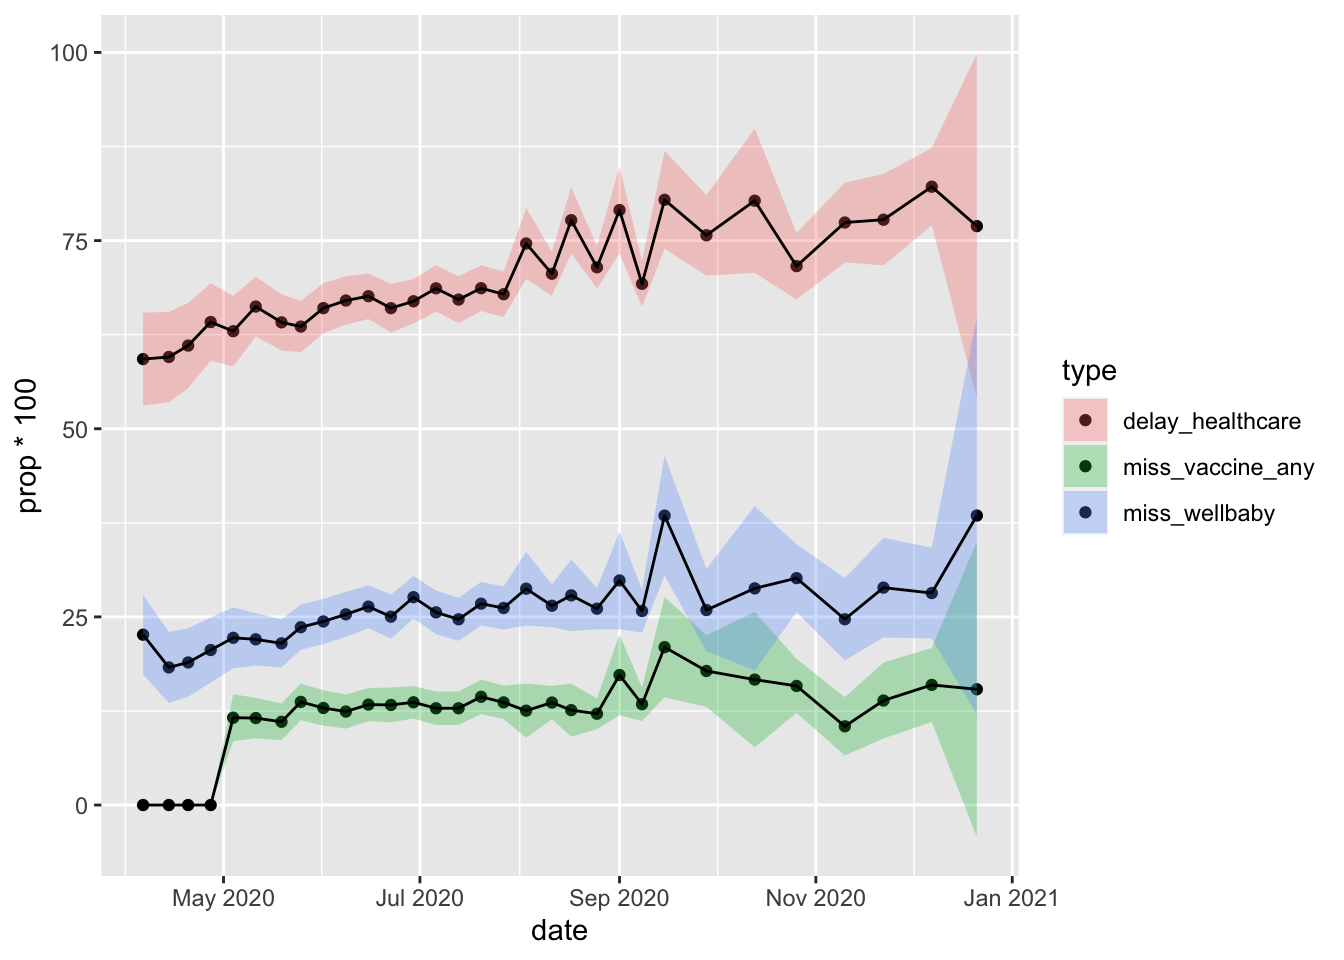 100
75
50
25
0
prop * 100
May 2020
Jul 2020
Sep 2020
Nov 2020
Jan 2021
date
type
delay_healthcare
miss_vaccine_any
miss_wellbaby